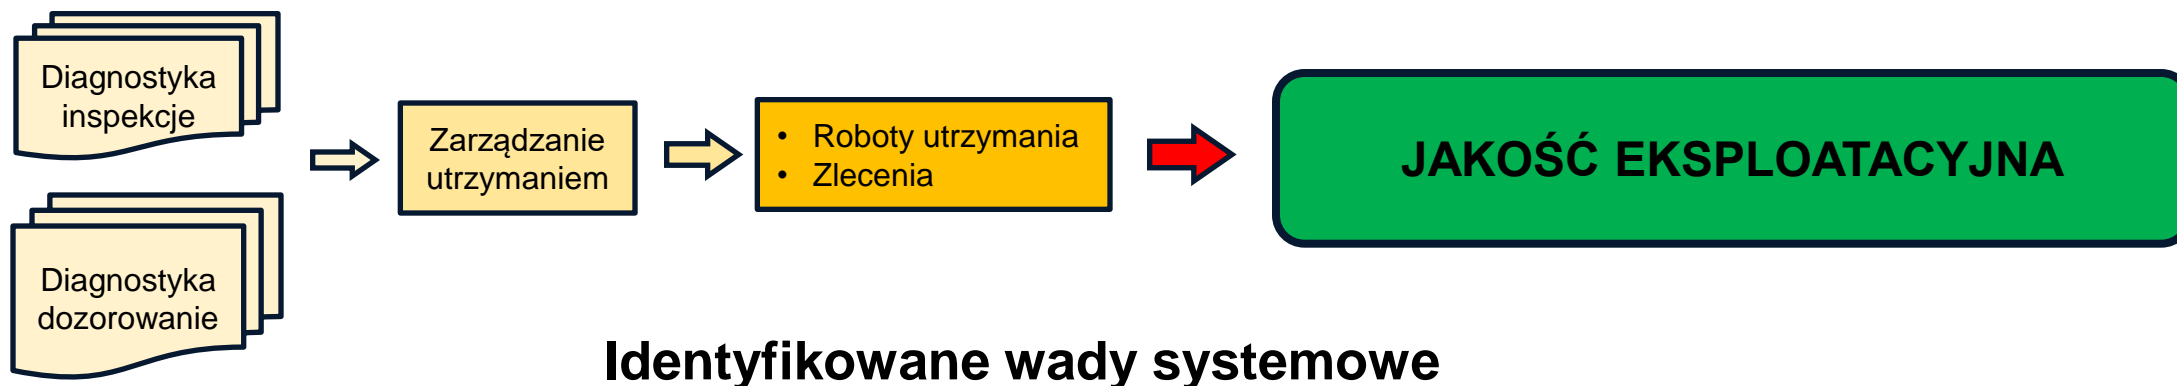 Diagnostyka
inspekcje
Diagnostyka
dozorowanie
Zarządzanie
utrzymaniem
• Roboty utrzymania
• Zlecenia
JAKOŚĆ EKSPLOATACYJNA
Identyfikowane wady systemowe